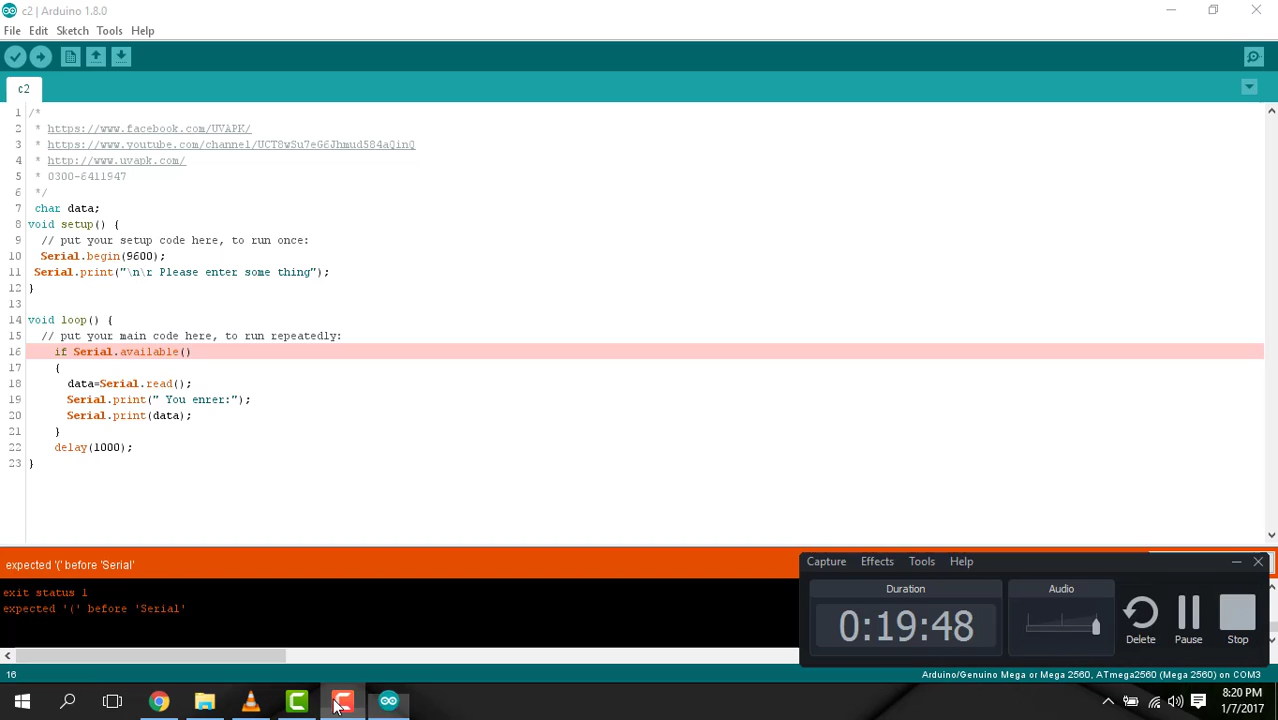 c2 | Arduino 1.8.0
File Edit Sketch Tools Help
c2
1 /*
2 * https://www.facebook.com/UVAPK/
3 * https://www.youtube.com/channel/UCT8wSu7eG6Jhmud584aQinQ
4 * http://www.uvapk.com/
5 * 0300-6411947
6 */
7 char data;
8 void setup() {
9 // put your setup code here, to run once:
10 Serial.begin(9600);
11 Serial.print("\n\r Please enter some thing");
12 }
13
14 void loop() {
15 // put your main code here, to run repeatedly:
16 if Serial.available()
17 {
18 data=Serial.read();
19 Serial.print(" You enrer:");
20 Serial.print(data);
21 }
22 delay(1000);
23 }
expected '(' before 'Serial'
exit status 1
expected '(' before 'Serial'
Capture Effects Tools Help
Duration Audio
0:19:48
Delete Pause Stop
16 Arduino/Genuino Mega or Mega 2560, ATmega2560 (Mega 2560) on COM3
8:20 PM
1/7/2017